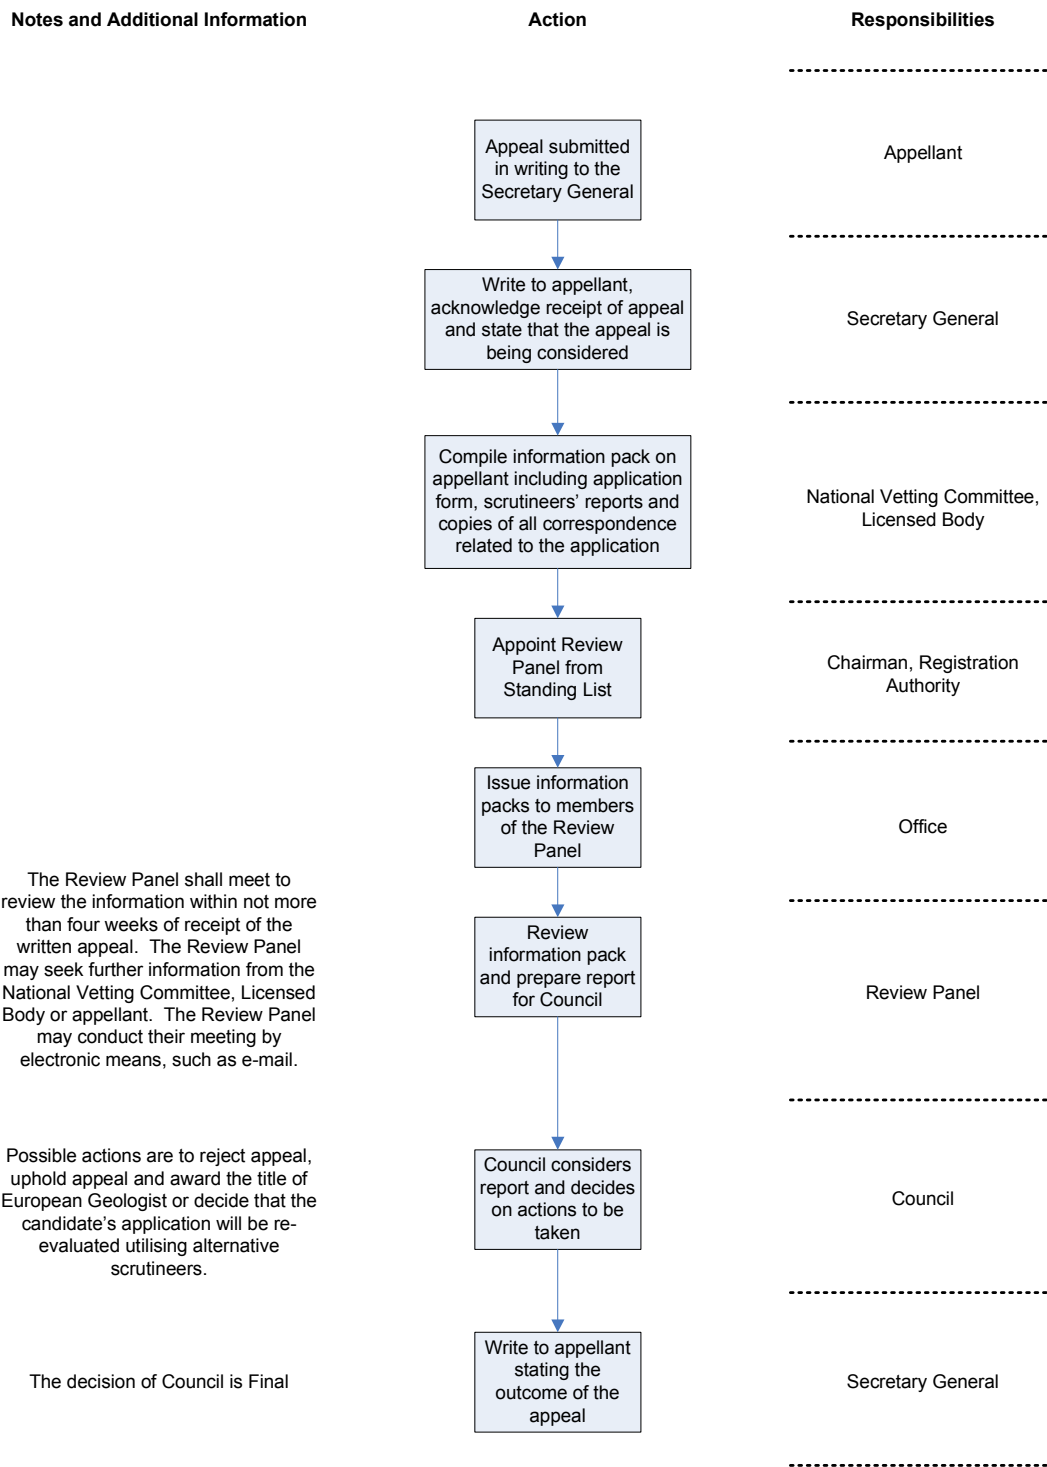 Notes and Additional Information
Action
Responsibilities
Appeal submitted
in writing to the
Secretary General
Appellant
Write to appellant,
acknowledge receipt of appeal
and state that the appeal is
being considered
Secretary General
Compile information pack on
appellant including application
form, scrutineers’ reports and
copies of all correspondence
related to the application
National Vetting Committee,
Licensed Body
Appoint Review
Panel from
Standing List
Chairman, Registration
Authority
Issue information
packs to members
of the Review
Panel
Office
The Review Panel shall meet to
review the information within not more
than four weeks of receipt of the
written appeal.  The Review Panel
may seek further information from the
National Vetting Committee, Licensed
Body or appellant.  The Review Panel
may conduct their meeting by
electronic means, such as e-mail.
Review
information pack
and prepare report
for Council
Review Panel
Possible actions are to reject appeal,
uphold appeal and award the title of
European Geologist or decide that the
candidate’s application will be re-
evaluated utilising alternative
scrutineers.
Council considers
report and decides
on actions to be
taken
Council
The decision of Council is Final
Write to appellant
stating the
outcome of the
appeal
Secretary General